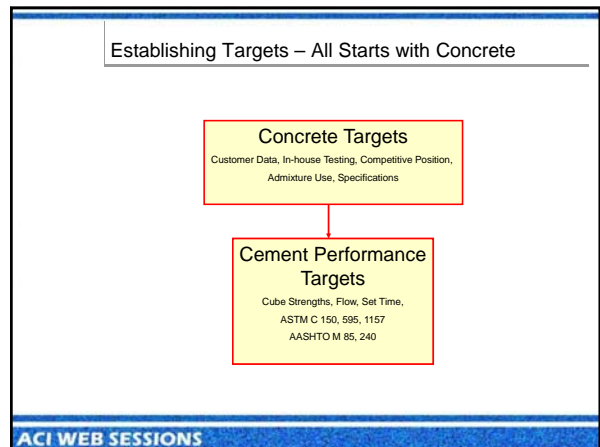 Establishing Targets – All Starts with Concrete
Concrete Targets
Customer Data, In-house Testing, Competitive Position,
Admixture Use, Specifications
Cement Performance
Targets
Cube Strengths, Flow, Set Time,
ASTM C 150, 595, 1157
AASHTO M 85, 240
ACI WEB SESSIONS